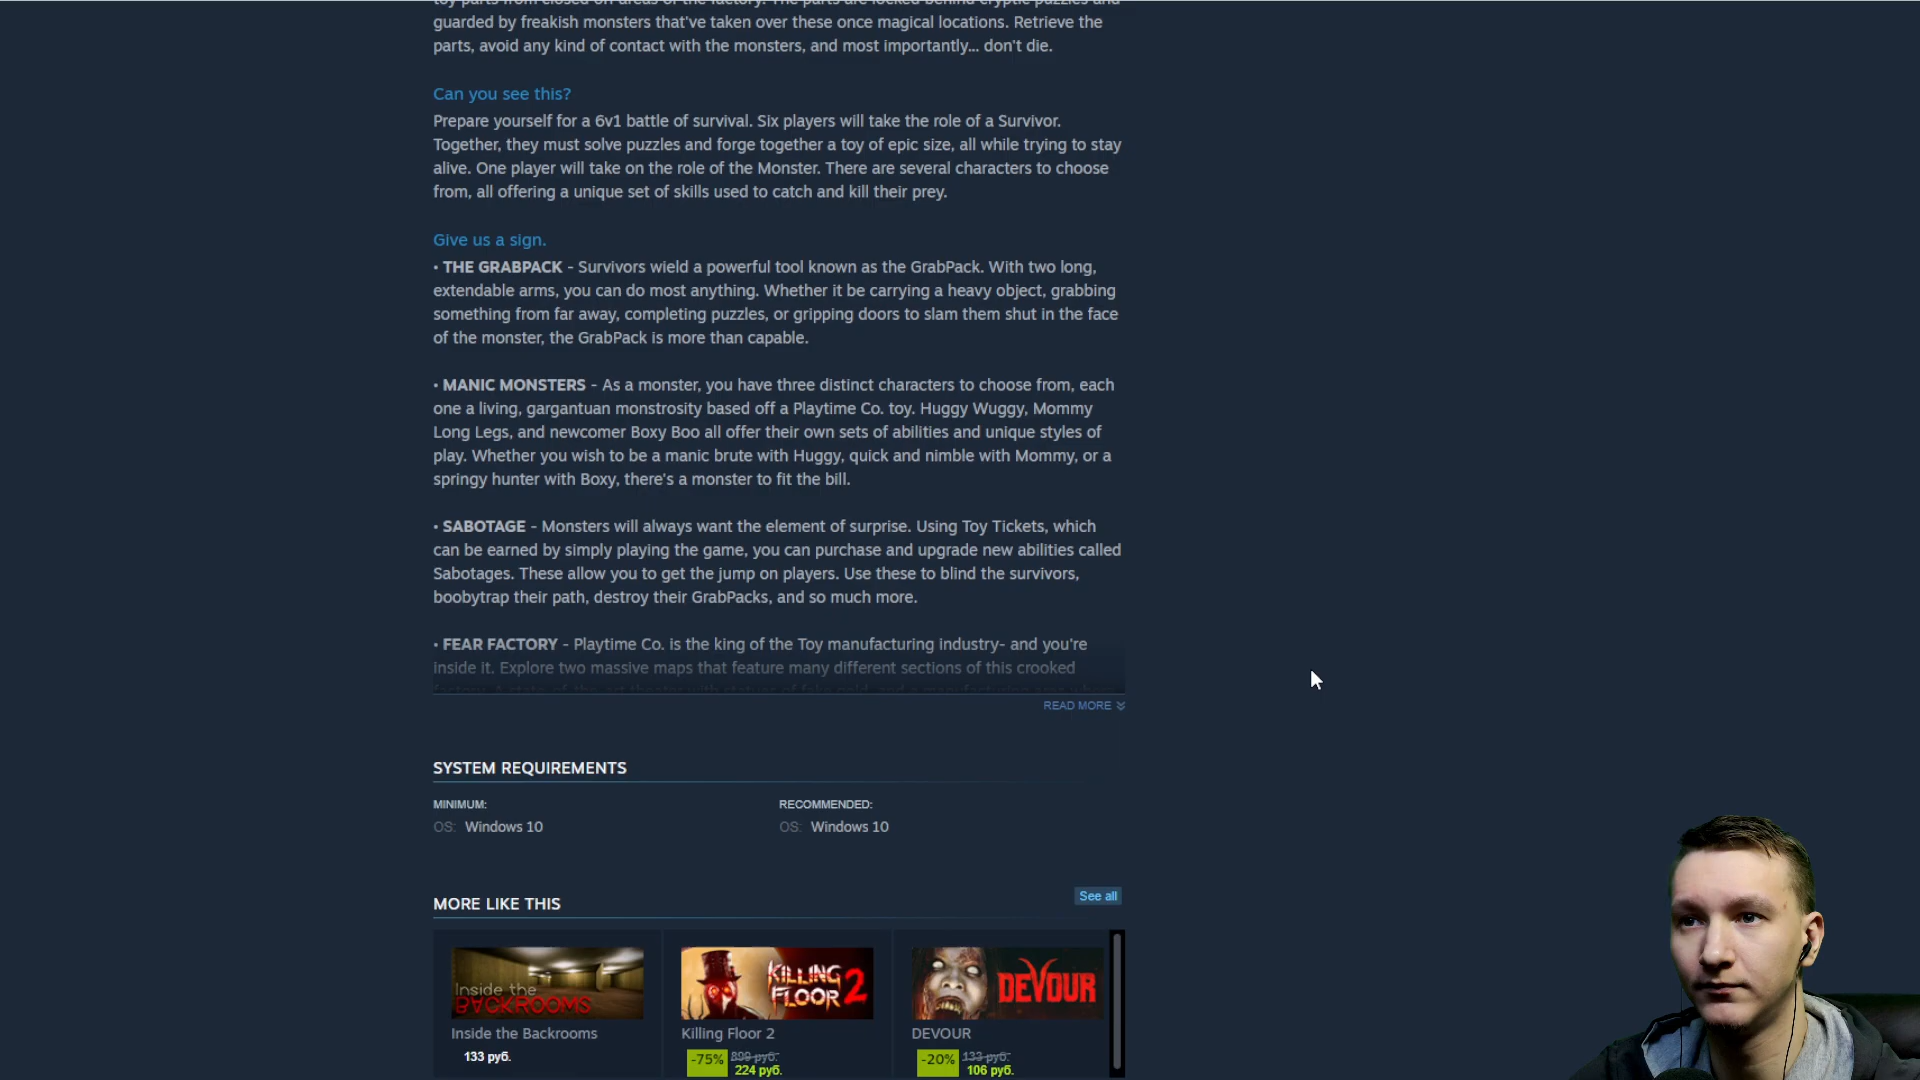 toy parts from closed-off areas of the factory. The parts are locked behind cryptic puzzles and
guarded by freakish monsters that've taken over these once magical locations. Retrieve the
parts, avoid any kind of contact with the monsters, and most importantly... don't die.
Can you see this?
Prepare yourself for a 6v1 battle of survival. Six players will take the role of a Survivor.
Together, they must solve puzzles and forge together a toy of epic size, all while trying to stay
alive. One player will take on the role of the Monster. There are several characters to choose
from, all offering a unique set of skills used to catch and kill their prey.
Give us a sign.
• THE GRABPACK - Survivors wield a powerful tool known as the GrabPack. With two long,
extendable arms, you can do most anything. Whether it be carrying a heavy object, grabbing
something from far away, completing puzzles, or gripping doors to slam them shut in the face
of the monster, the GrabPack is more than capable.
• MANIC MONSTERS - As a monster, you have three distinct characters to choose from, each
one a living, gargantuan monstrosity based off a Playtime Co. toy. Huggy Wuggy, Mommy
Long Legs, and newcomer Boxy Boo all offer their own sets of abilities and unique styles of
play. Whether you wish to be a manic brute with Huggy, quick and nimble with Mommy, or a
springy hunter with Boxy, there's a monster to fit the bill.
• SABOTAGE - Monsters will always want the element of surprise. Using Toy Tickets, which
can be earned by simply playing the game, you can purchase and upgrade new abilities called
Sabotages. These allow you to get the jump on players. Use these to blind the survivors,
boobytrap their path, destroy their GrabPacks, and so much more.
• FEAR FACTORY - Playtime Co. is the king of the Toy manufacturing industry- and you're
inside it. Explore two massive maps that feature many different sections of this crooked
READ MORE
SYSTEM REQUIREMENTS
MINIMUM:
OS: Windows 10
RECOMMENDED:
OS: Windows 10
MORE LIKE THIS
See all
Inside the
BACKROOMS
Inside the Backrooms
133 руб.
KILLING
FLOOR 2
Killing Floor 2
-75%
899 руб.
224 руб.
DEVOUR
DEVOUR
-20%
133 руб.
106 руб.